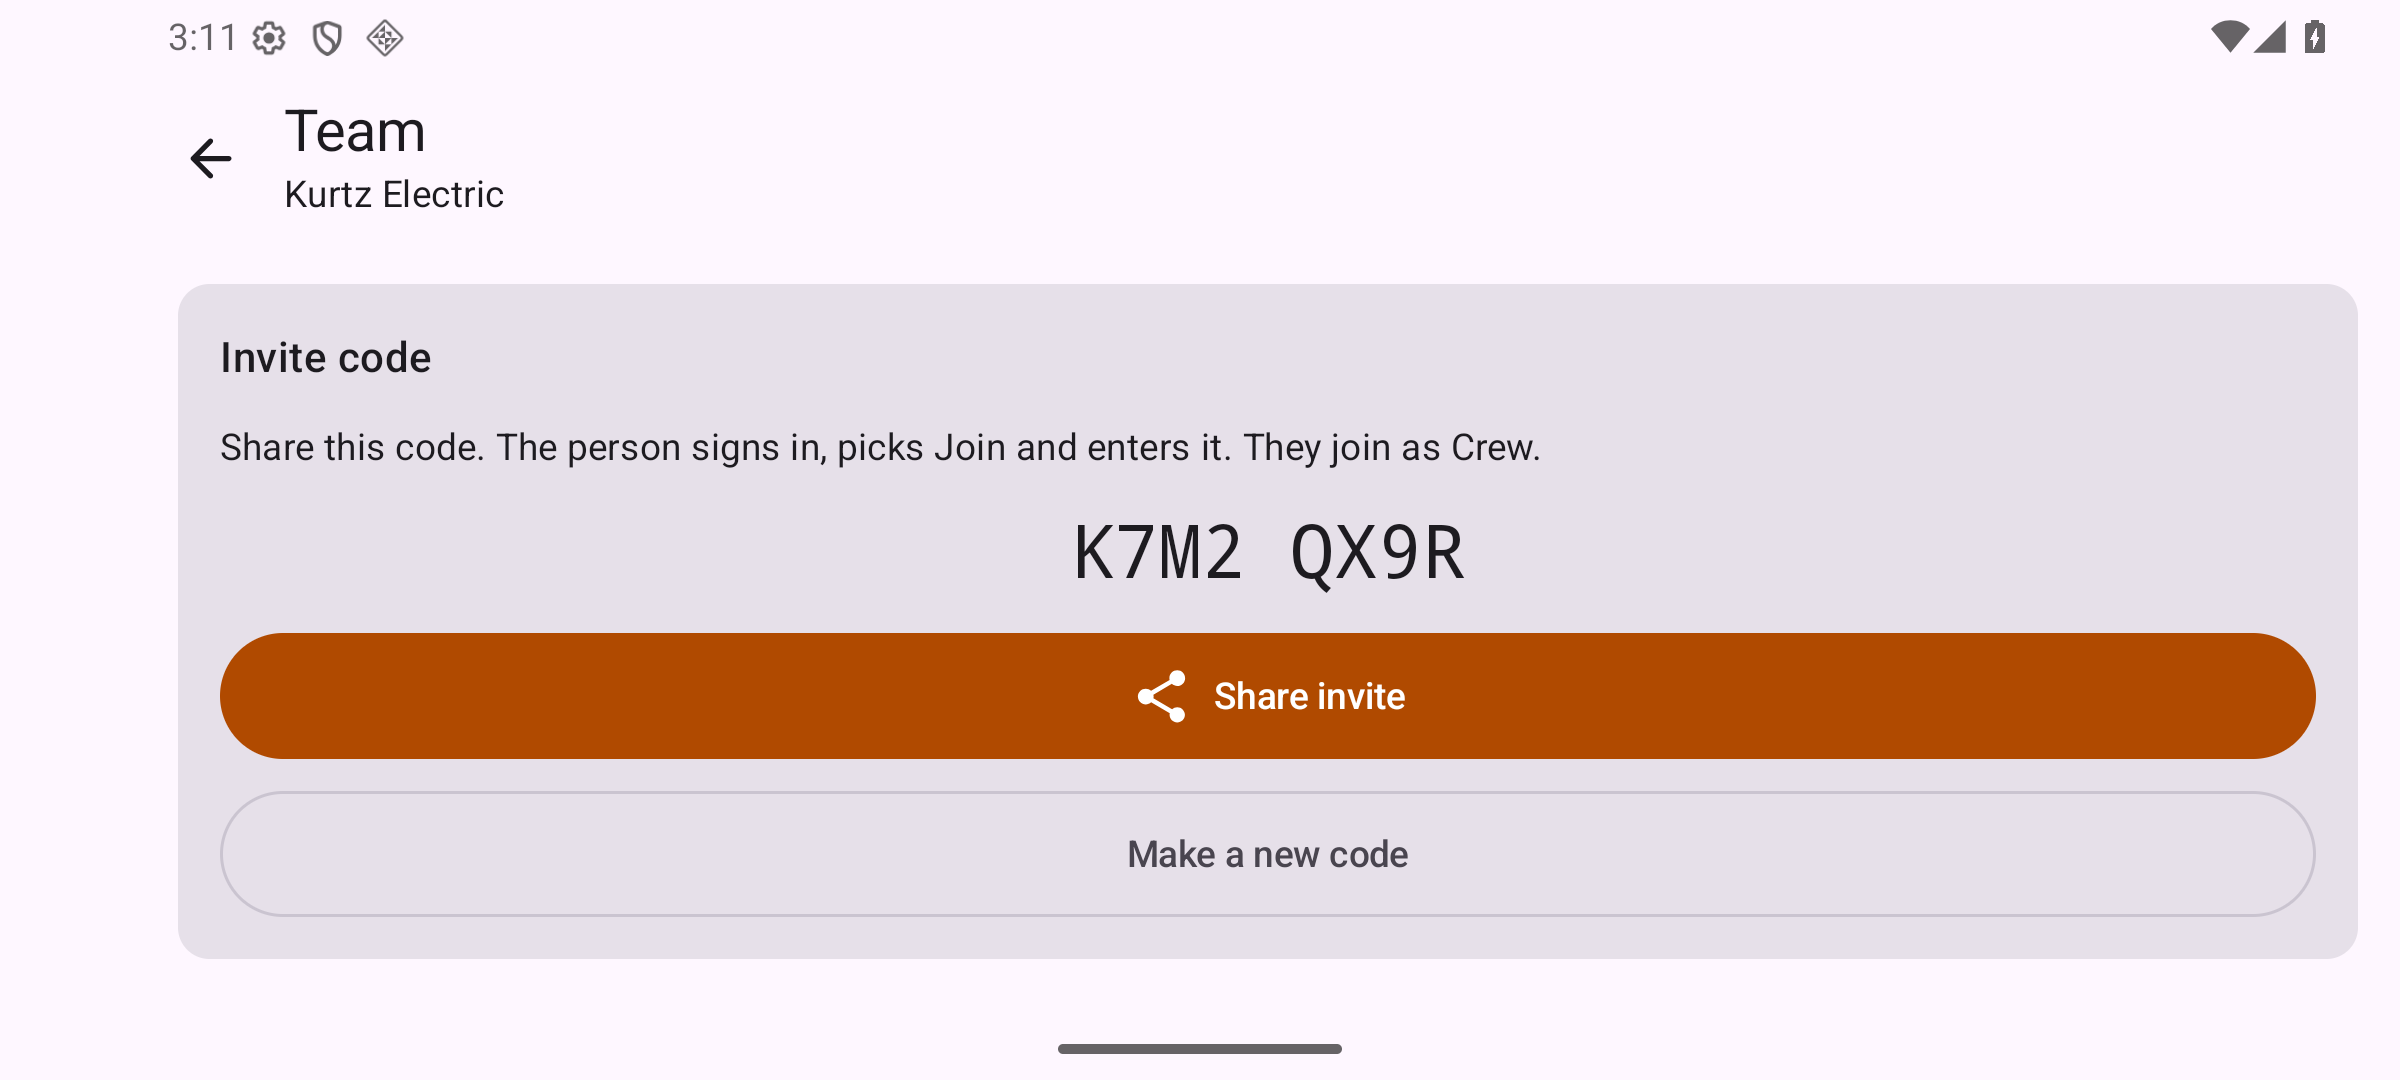 3:11
Team
Kurtz Electric
Invite code
Share this code. The person signs in, picks Join and enters it. They join as Crew.
K7M2 QX9R
Share invite
Make a new code